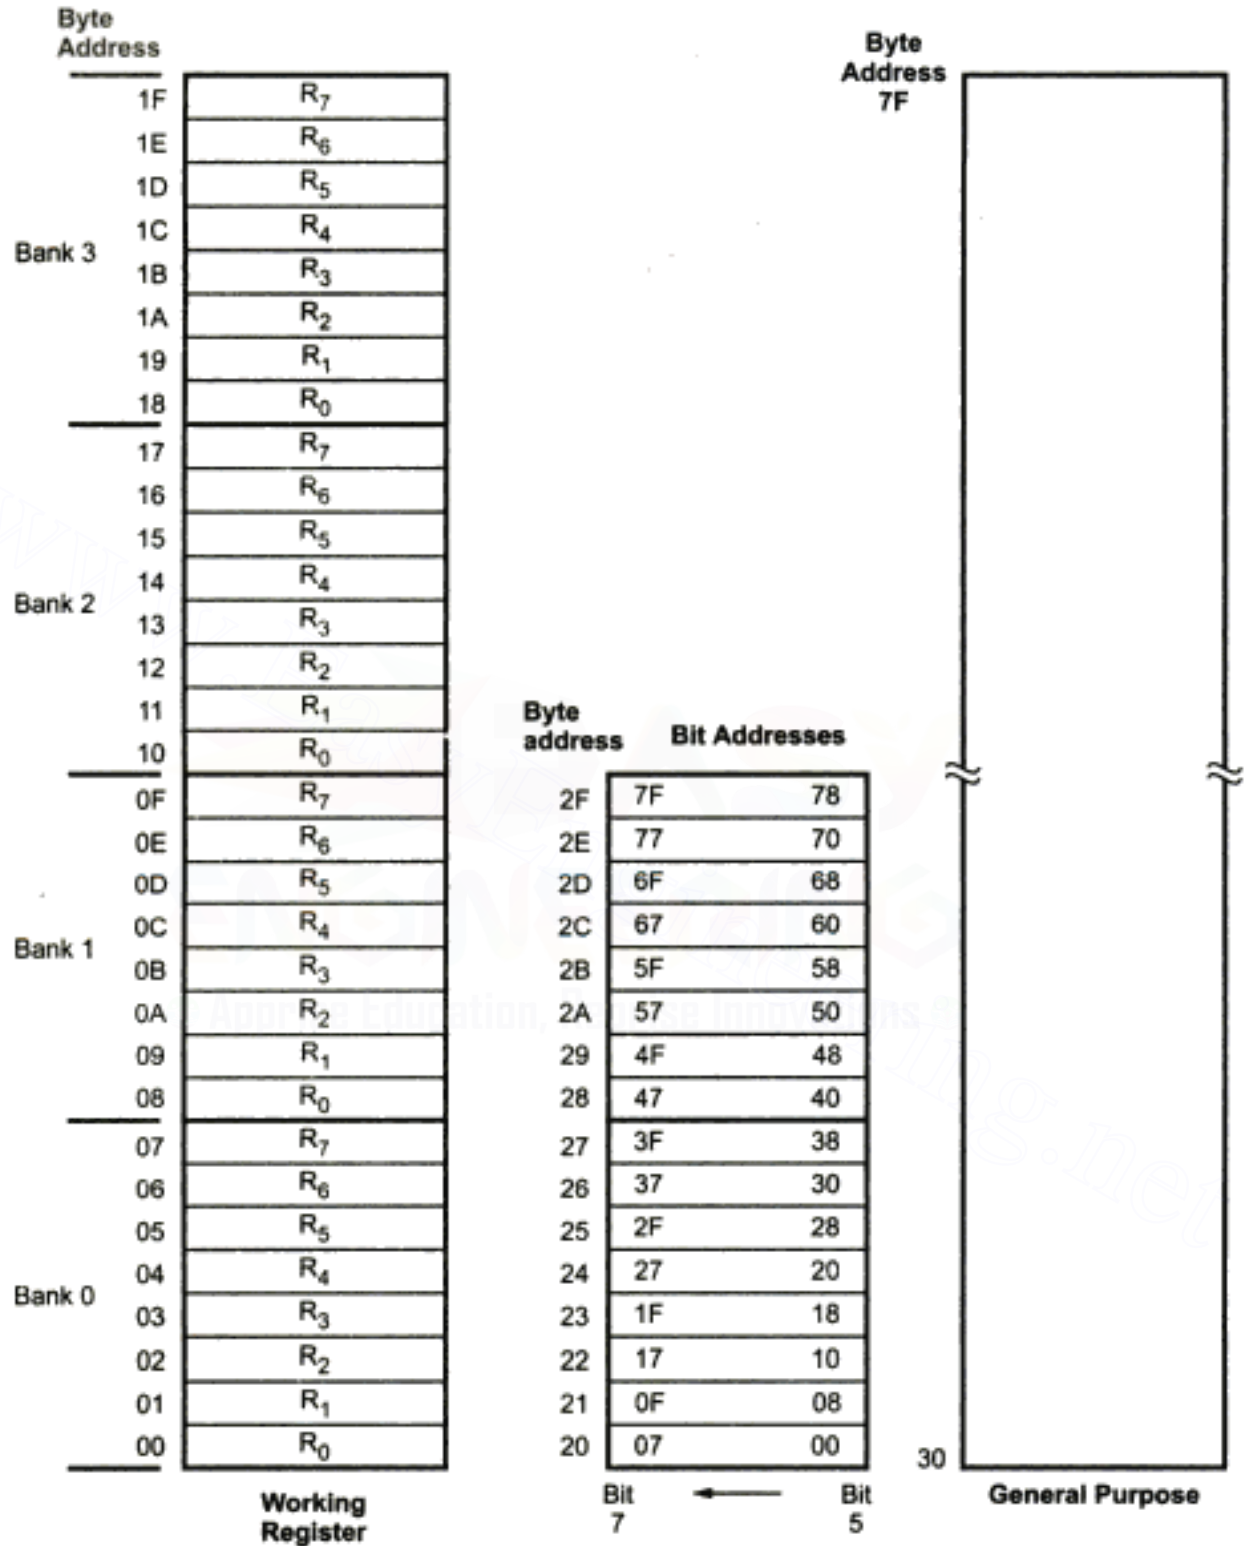 Byte
Address
1F R7
1E R6
1D R5
1C R4
Bank 3
1B R3
1A R2
19 R1
18 R0
17 R7
16 R6
15 R5
14 R4
Bank 2
13 R3
12 R2
11 R1
10 R0
0F R7
0E R6
0D R5
0C R4
Bank 1
0B R3
0A R2
09 R1
08 R0
07 R7
06 R6
05 R5
04 R4
Bank 0
03 R3
02 R2
01 R1
00 R0
Working
Register
Byte
address
Bit Addresses
2F 7F 78
2E 77 70
2D 6F 68
2C 67 60
2B 5F 58
2A 57 50
29 4F 48
28 47 40
27 3F 38
26 37 30
25 2F 28
24 27 20
23 1F 18
22 17 10
21 0F 08
20 07 00
Bit
7
Bit
5
Byte
Address
7F
30
General Purpose
ENGINEERING